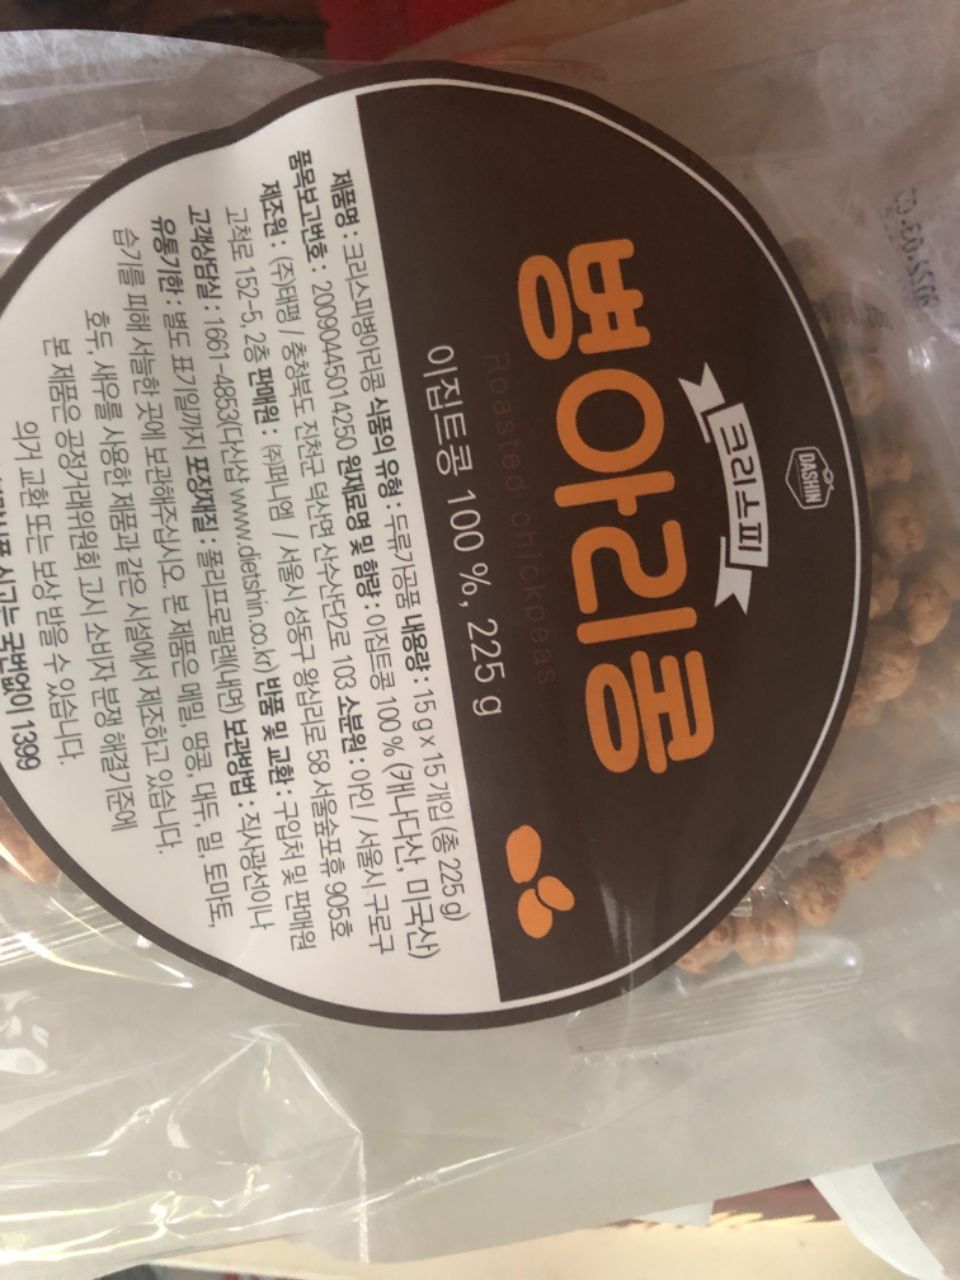 DASHIN
크리스피
병아리콩
Roasted chickpeas
이집트콩 100 %, 225 g
제품명 : 크리스피병아리콩 식품의 유형 : 두류가공품 내용량 : 15 g x 15 개입 (총 225 g)
품목보고번호 : 20090445014250 원재료명 및 함량 : 이집트콩 100 % (캐나다산, 미국산)
제조원 : (주)태평 / 충청북도 진천군 덕산면 산수산단2로 103 소분원 : 아인 / 서울시 구로구
고척로 152-5, 2층 판매원 : (주)퍼니엠 / 서울시 성동구 왕십리로 58 서울숲포휴 905호
고객상담실 : 1661-4853(다신샵 www.dietshin.co.kr) 반품 및 교환 : 구입처 및 판매원
유통기한 : 별도 표기일까지 포장재질 : 폴리프로필렌(내면) 보관방법 : 직사광선이나
습기를 피해 서늘한 곳에 보관해주십시오. 본 제품은 메밀, 땅콩, 대두, 밀, 토마토,
호두, 새우를 사용한 제품과 같은 시설에서 제조하고 있습니다.
본 제품은 공정거래위원회 고시 소비자 분쟁 해결기준에
의거 교환 또는 보상 받을 수 있습니다.
신고는 국번없이 1399